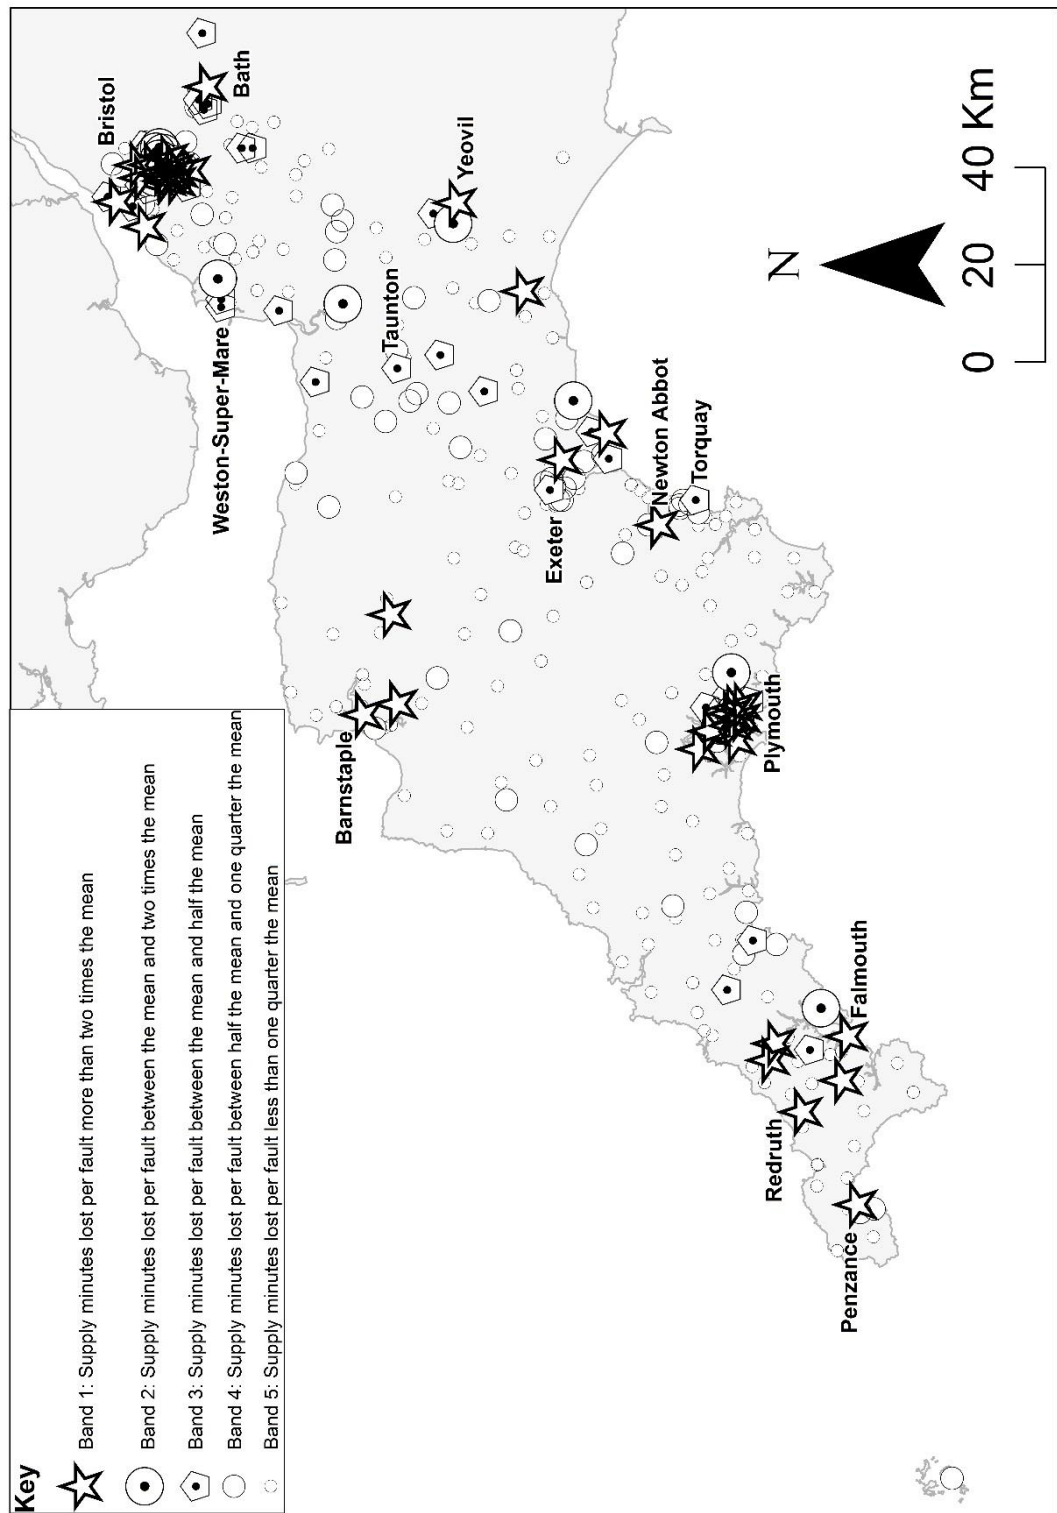 Key
Band 1: Supply minutes lost per fault more than two times the mean
Band 2: Supply minutes lost per fault between the mean and two times the mean
Band 3: Supply minutes lost per fault between the mean and half the mean
Band 4: Supply minutes lost per fault between half the mean and one quarter the mean
Band 5: Supply minutes lost per fault less than one quarter the mean
Bristol
Bath
Weston-Super-Mare
Barnstaple
Taunton
Yeovil
Exeter
Newton Abbot
Torquay
Plymouth
Redruth
Falmouth
Penzance
N
0 20 40 Km